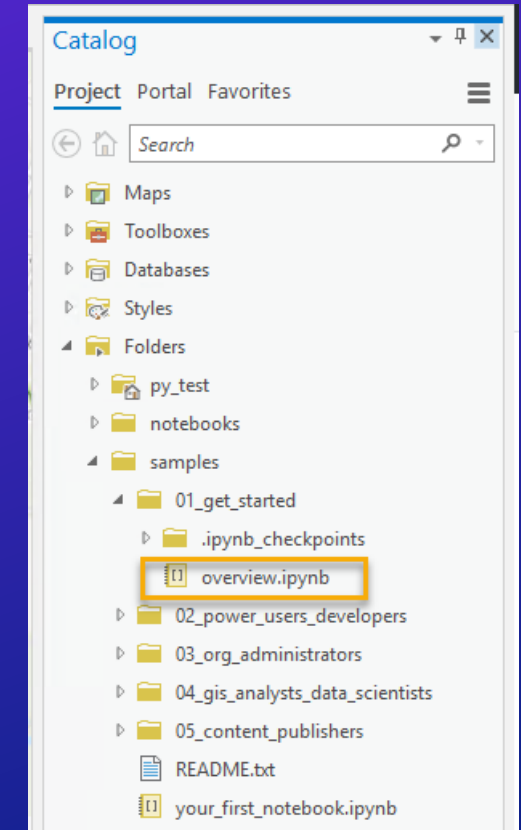 Catalog
Project Portal Favorites
Search
Maps
Toolboxes
Databases
Styles
Folders
py_test
notebooks
samples
01_get_started
.ipynb_checkpoints
overview.ipynb
02_power_users_developers
03_org_administrators
04_gis_analysts_data_scientists
05_content_publishers
README.txt
your_first_notebook.ipynb